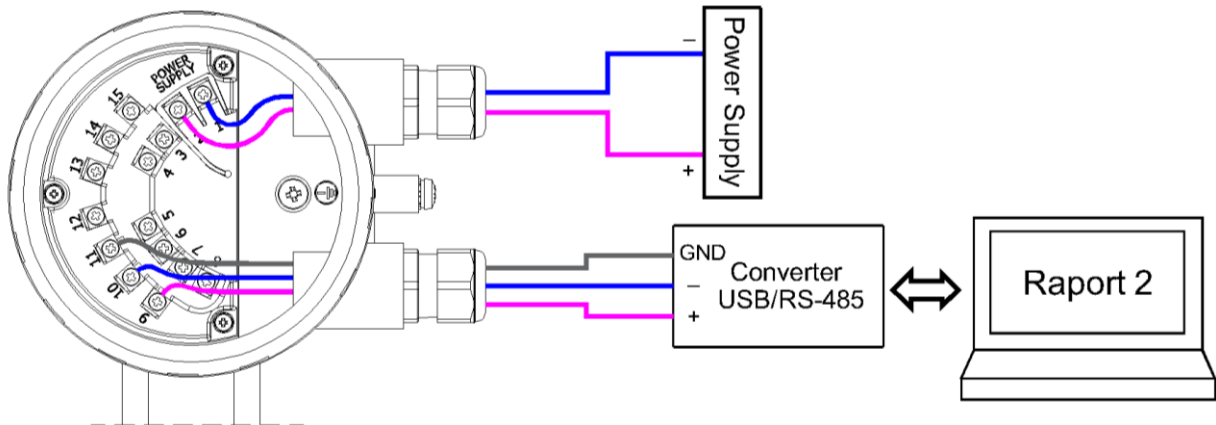 POWER
SUPPLY
15
14
13
12
11
10
9
1
2
3
4
5
6
7
8
–
Power Supply
+
GND
–
+
Converter
USB/RS-485
Raport 2